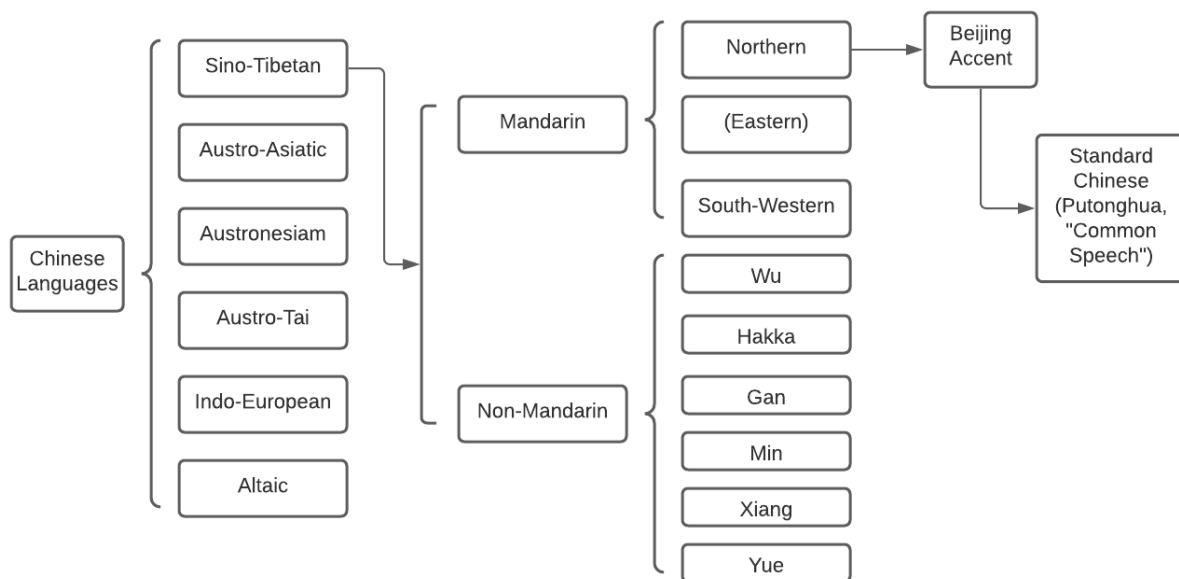 Chinese
Languages
Sino-Tibetan
Austro-Asiatic
Austronesiam
Austro-Tai
Indo-European
Altaic
Mandarin
Non-Mandarin
Northern
(Eastern)
South-Western
Wu
Hakka
Gan
Min
Xiang
Yue
Beijing
Accent
Standard
Chinese
(Putonghua,
"Common
Speech")